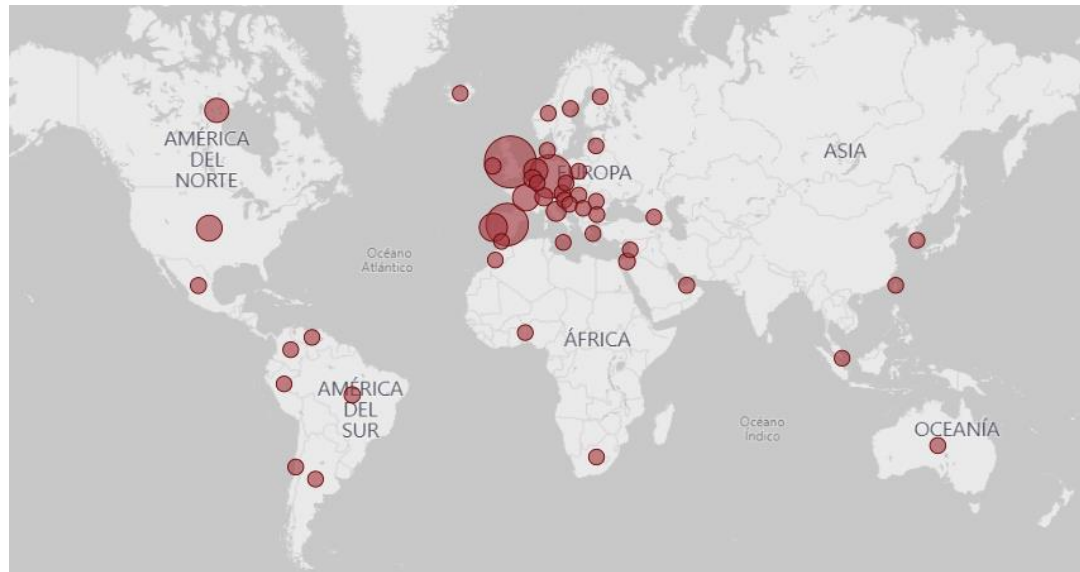 AMÉRICA
DEL
NORTE
EUROPA
ASIA
Océano
Atlántico
ÁFRICA
AMÉRICA
DEL
SUR
Océano
Índico
OCEANÍA